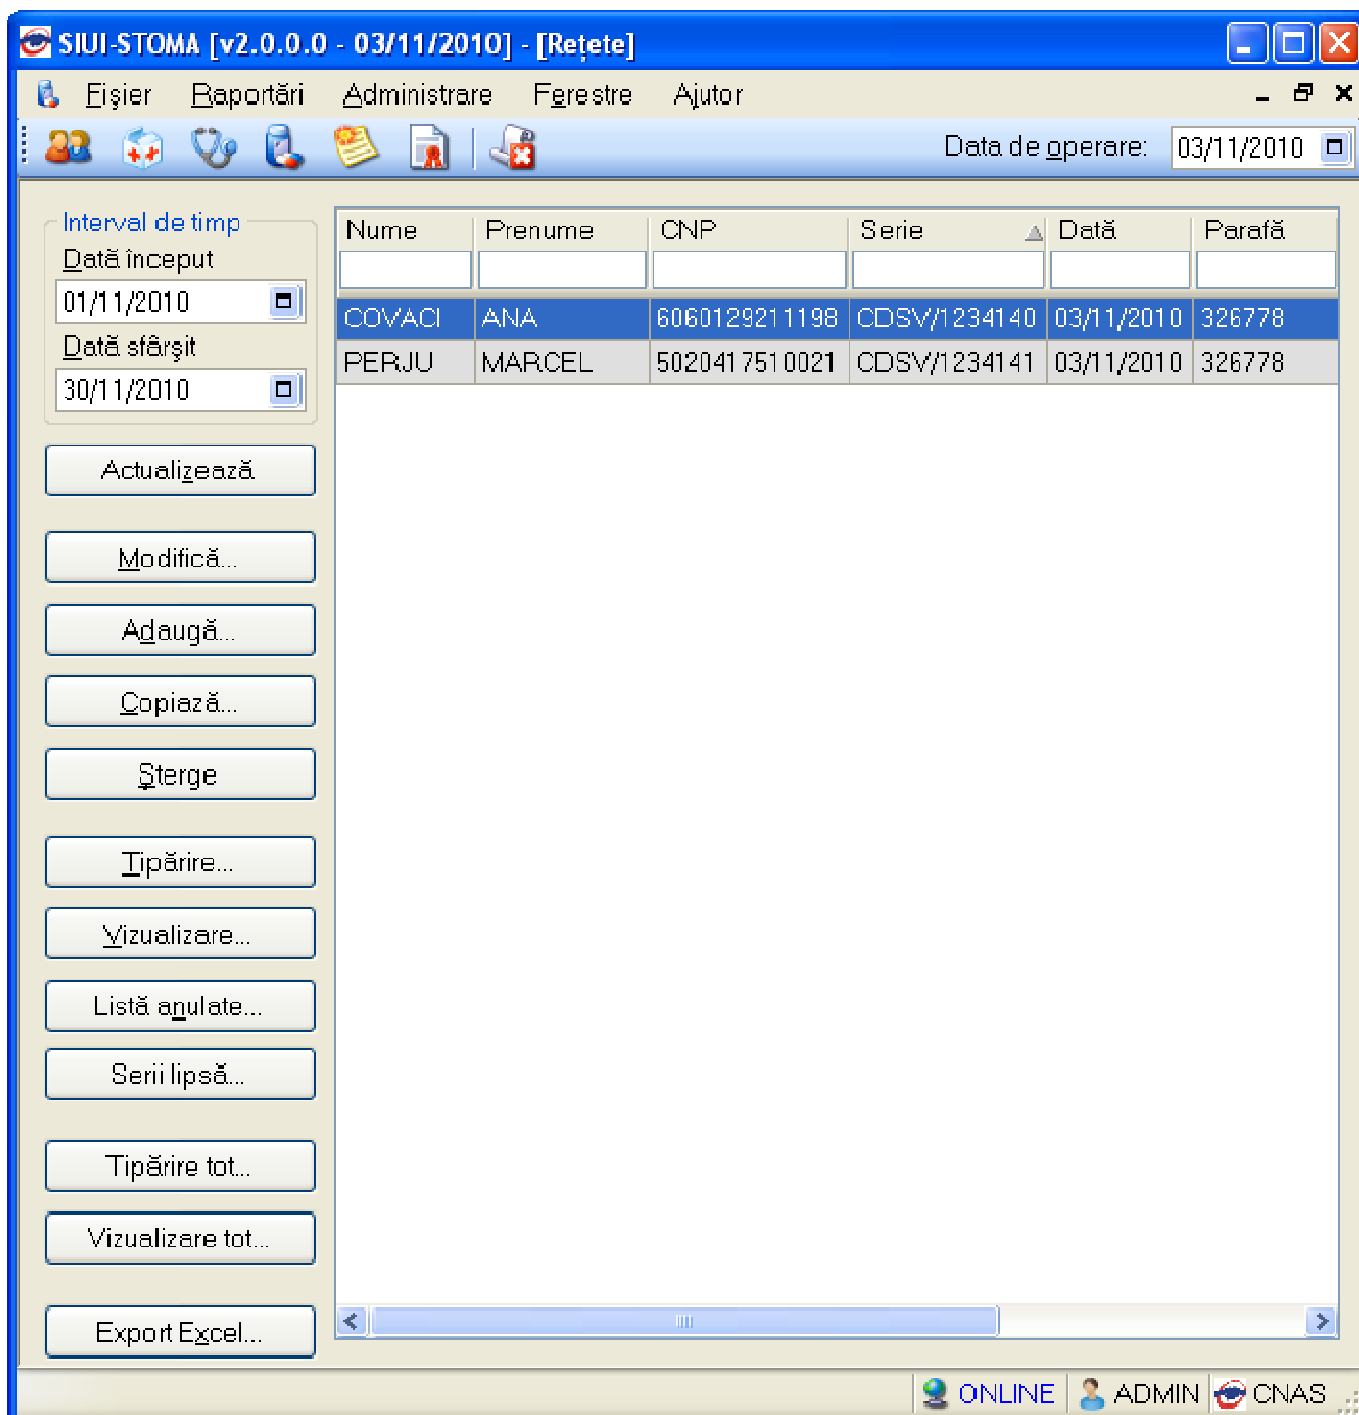 SIUI-STOMA [v2.0.0.0 - 03/11/2010] - [Rețete]
Fișier Raportări Administrare Ferestre Ajutor
Data de operare: 03/11/2010
Interval de timp
Dată început
01/11/2010
Dată sfârșit
30/11/2010
Actualizează
Modifică...
Adaugă...
Copiază...
Șterge
Tipărire...
Vizualizare...
Listă anulate...
Serii lipsă...
Tipărire tot...
Vizualizare tot...
Export Excel...
Nume Prenume CNP Serie Dată Parafă
COVACI ANA 6060129211198 CDSV/1234140 03/11/2010 326778
PERJU MARCEL 5020417510021 CDSV/1234141 03/11/2010 326778
ONLINE ADMIN CNAS